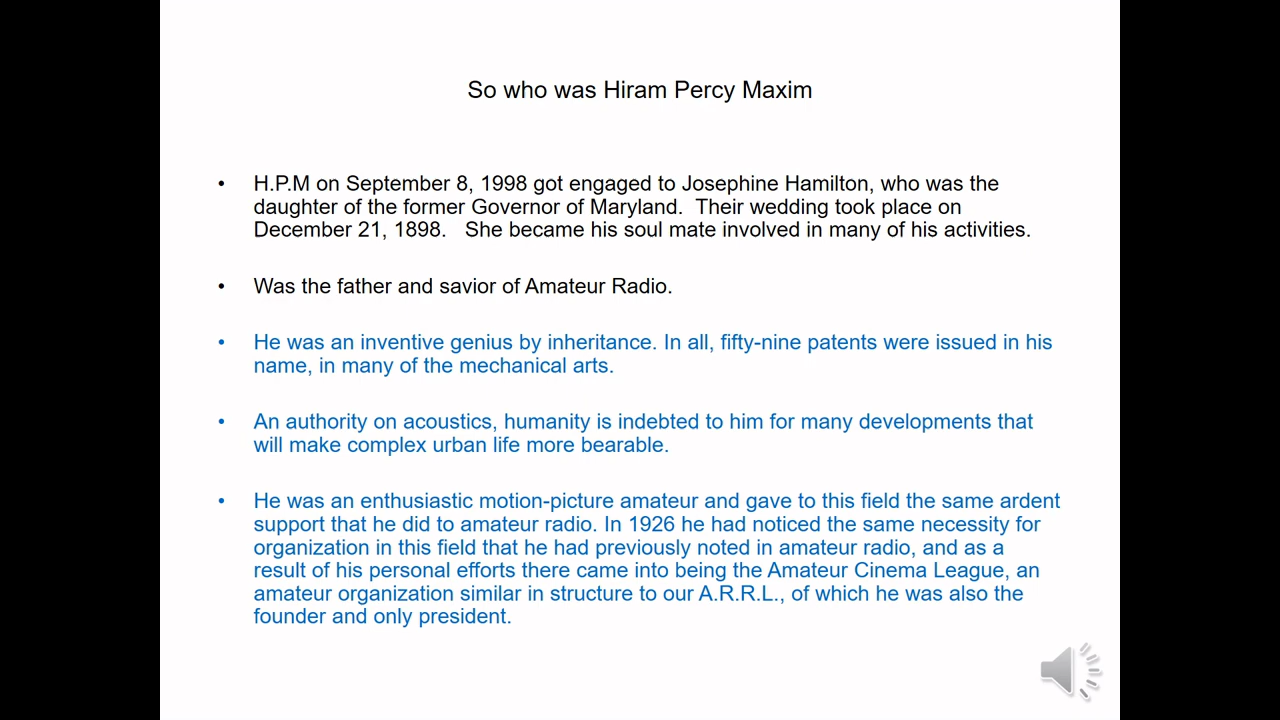 So who was Hiram Percy Maxim
• H.P.M on September 8, 1998 got engaged to Josephine Hamilton, who was the
daughter of the former Governor of Maryland.  Their wedding took place on
December 21, 1898.   She became his soul mate involved in many of his activities.
• Was the father and savior of Amateur Radio.
• He was an inventive genius by inheritance. In all, fifty-nine patents were issued in his
name, in many of the mechanical arts.
• An authority on acoustics, humanity is indebted to him for many developments that
will make complex urban life more bearable.
• He was an enthusiastic motion-picture amateur and gave to this field the same ardent
support that he did to amateur radio. In 1926 he had noticed the same necessity for
organization in this field that he had previously noted in amateur radio, and as a
result of his personal efforts there came into being the Amateur Cinema League, an
amateur organization similar in structure to our A.R.R.L., of which he was also the
founder and only president.